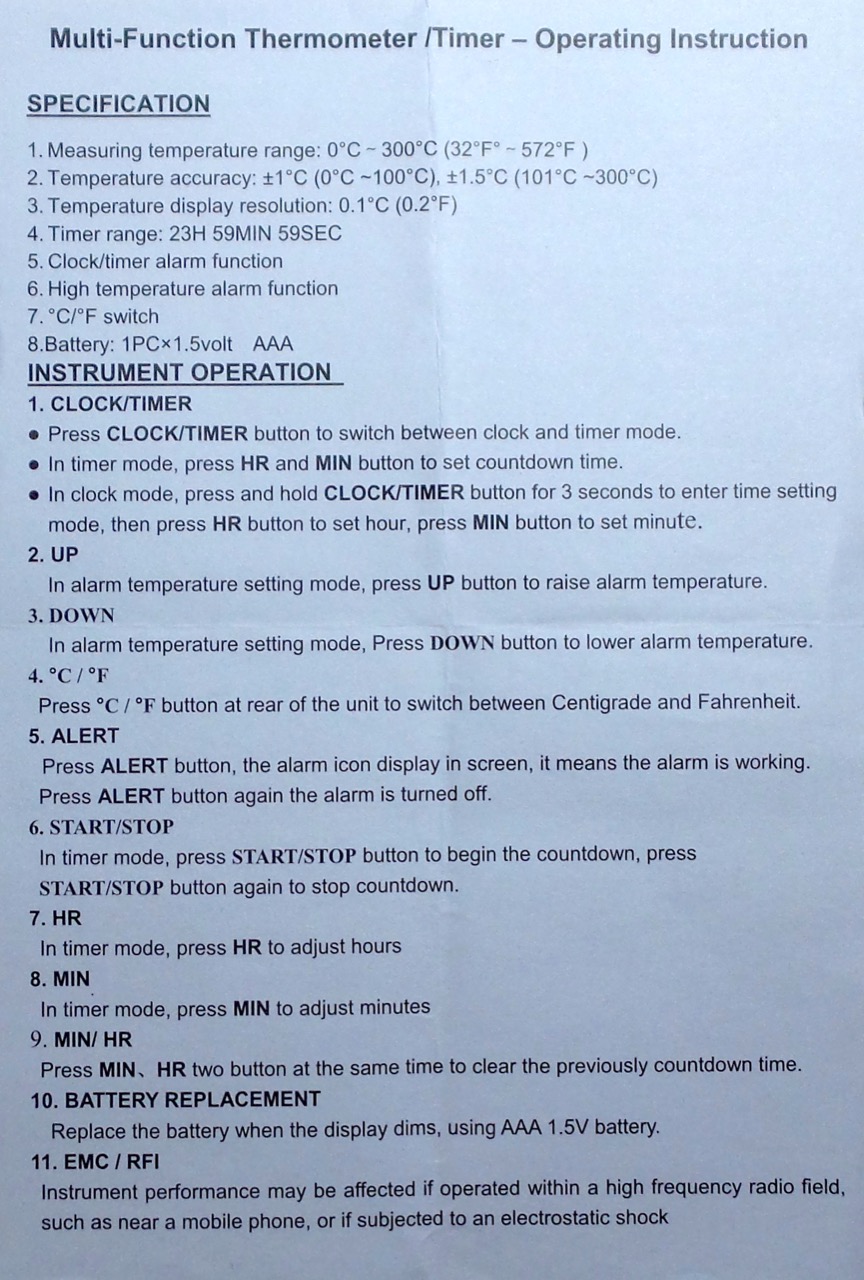 Multi-Function Thermometer /Timer – Operating Instruction
SPECIFICATION
1. Measuring temperature range: 0°C ~ 300°C (32°F° ~ 572°F )
2. Temperature accuracy: ±1°C (0°C ~100°C), ±1.5°C (101°C ~300°C)
3. Temperature display resolution: 0.1°C (0.2°F)
4. Timer range: 23H 59MIN 59SEC
5. Clock/timer alarm function
6. High temperature alarm function
7. °C/°F switch
8.Battery: 1PC×1.5volt AAA
INSTRUMENT OPERATION
1. CLOCK/TIMER
● Press CLOCK/TIMER button to switch between clock and timer mode.
● In timer mode, press HR and MIN button to set countdown time.
● In clock mode, press and hold CLOCK/TIMER button for 3 seconds to enter time setting
mode, then press HR button to set hour, press MIN button to set minute.
2. UP
In alarm temperature setting mode, press UP button to raise alarm temperature.
3. DOWN
In alarm temperature setting mode, Press DOWN button to lower alarm temperature.
4. °C / °F
Press °C / °F button at rear of the unit to switch between Centigrade and Fahrenheit.
5. ALERT
Press ALERT button, the alarm icon display in screen, it means the alarm is working.
Press ALERT button again the alarm is turned off.
6. START/STOP
In timer mode, press START/STOP button to begin the countdown, press
START/STOP button again to stop countdown.
7. HR
In timer mode, press HR to adjust hours
8. MIN
In timer mode, press MIN to adjust minutes
9. MIN/ HR
Press MIN、HR two button at the same time to clear the previously countdown time.
10. BATTERY REPLACEMENT
Replace the battery when the display dims, using AAA 1.5V battery.
11. EMC / RFI
Instrument performance may be affected if operated within a high frequency radio field,
such as near a mobile phone, or if subjected to an electrostatic shock